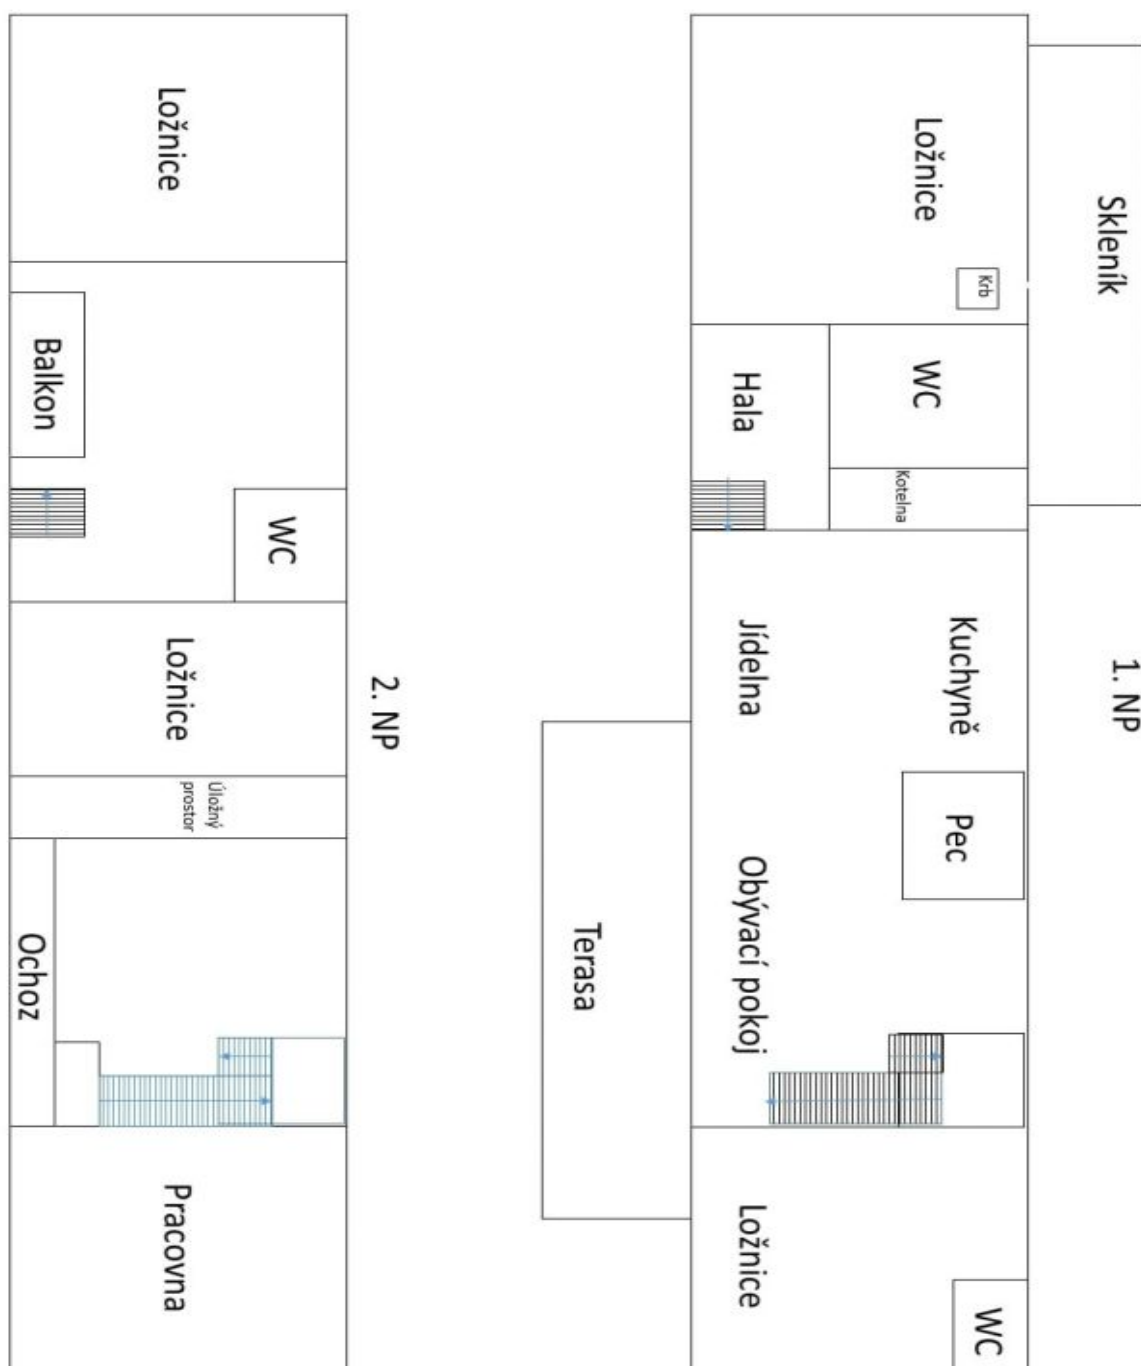 1. NP
Skleník
Ložnice
Krb
WC
Kotelna
Kuchyně
Pec
WC
Hala
Jídelna
Obývací pokoj
Ložnice
Terasa
2. NP
Ložnice
WC
Balkon
Ložnice
Úložný
prostor
Ochoz
Pracovna